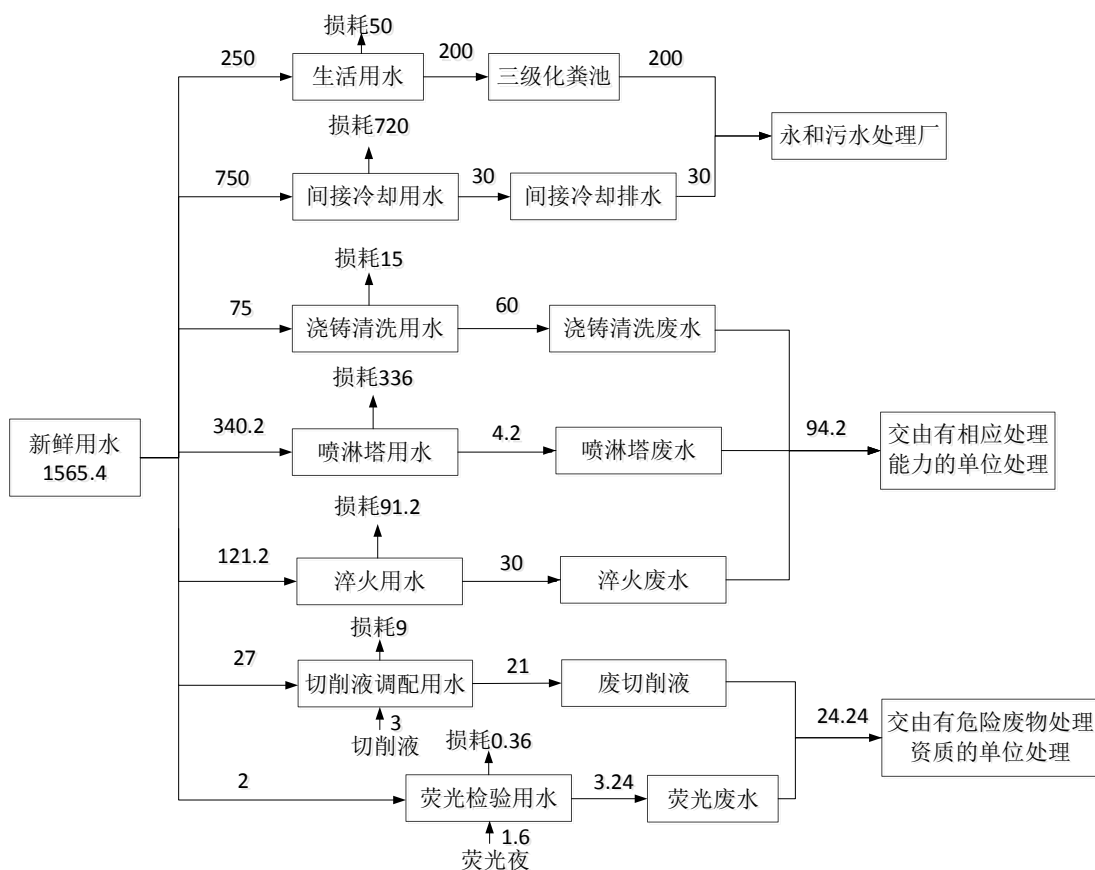 损耗50
250
生活用水
200
三级化粪池
200
永和污水处理厂
损耗720
750
间接冷却用水
30
间接冷却排水
30
损耗15
75
浇铸清洗用水
60
浇铸清洗废水
损耗336
新鲜用水
1565.4
340.2
喷淋塔用水
4.2
喷淋塔废水
94.2
交由有相应处理
能力的单位处理
损耗91.2
121.2
淬火用水
30
淬火废水
损耗9
27
切削液调配用水
21
废切削液
3
切削液
24.24
交由有危险废物处理
资质的单位处理
损耗0.36
2
荧光检验用水
3.24
荧光废水
1.6
荧光夜